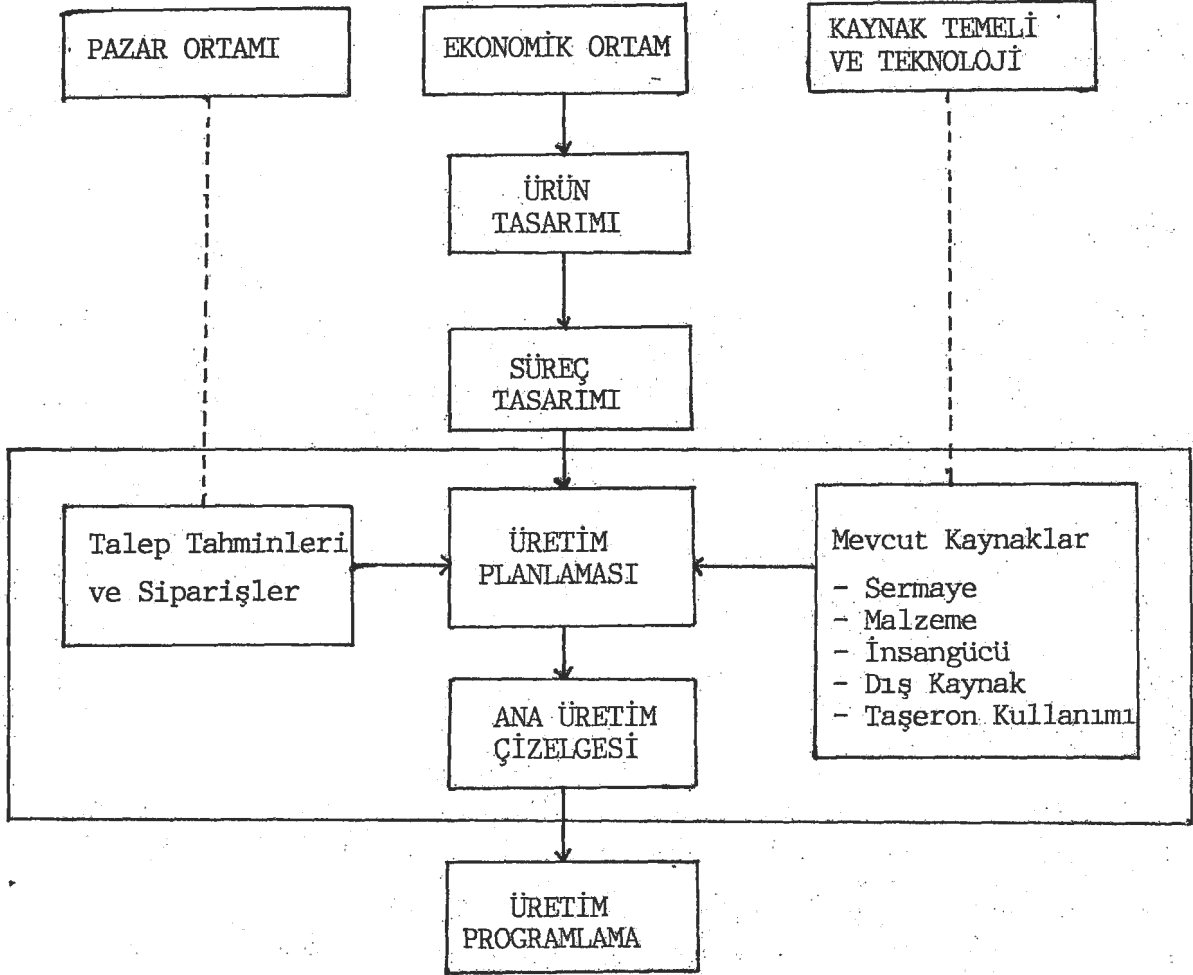 PAZAR ORTAMI
EKONOMİK ORTAM
KAYNAK TEMELİ
VE TEKNOLOJİ
ÜRÜN
TASARIMI
SÜREÇ
TASARIMI
Talep Tahminleri
ve Siparişler
ÜRETİM
PLANLAMASI
Mevcut Kaynaklar
- Sermaye
- Malzeme
- İnsangücü
- Dış Kaynak
- Taşeron Kullanımı
ANA ÜRETİM
ÇİZELGESİ
ÜRETİM
PROGRAMLAMA